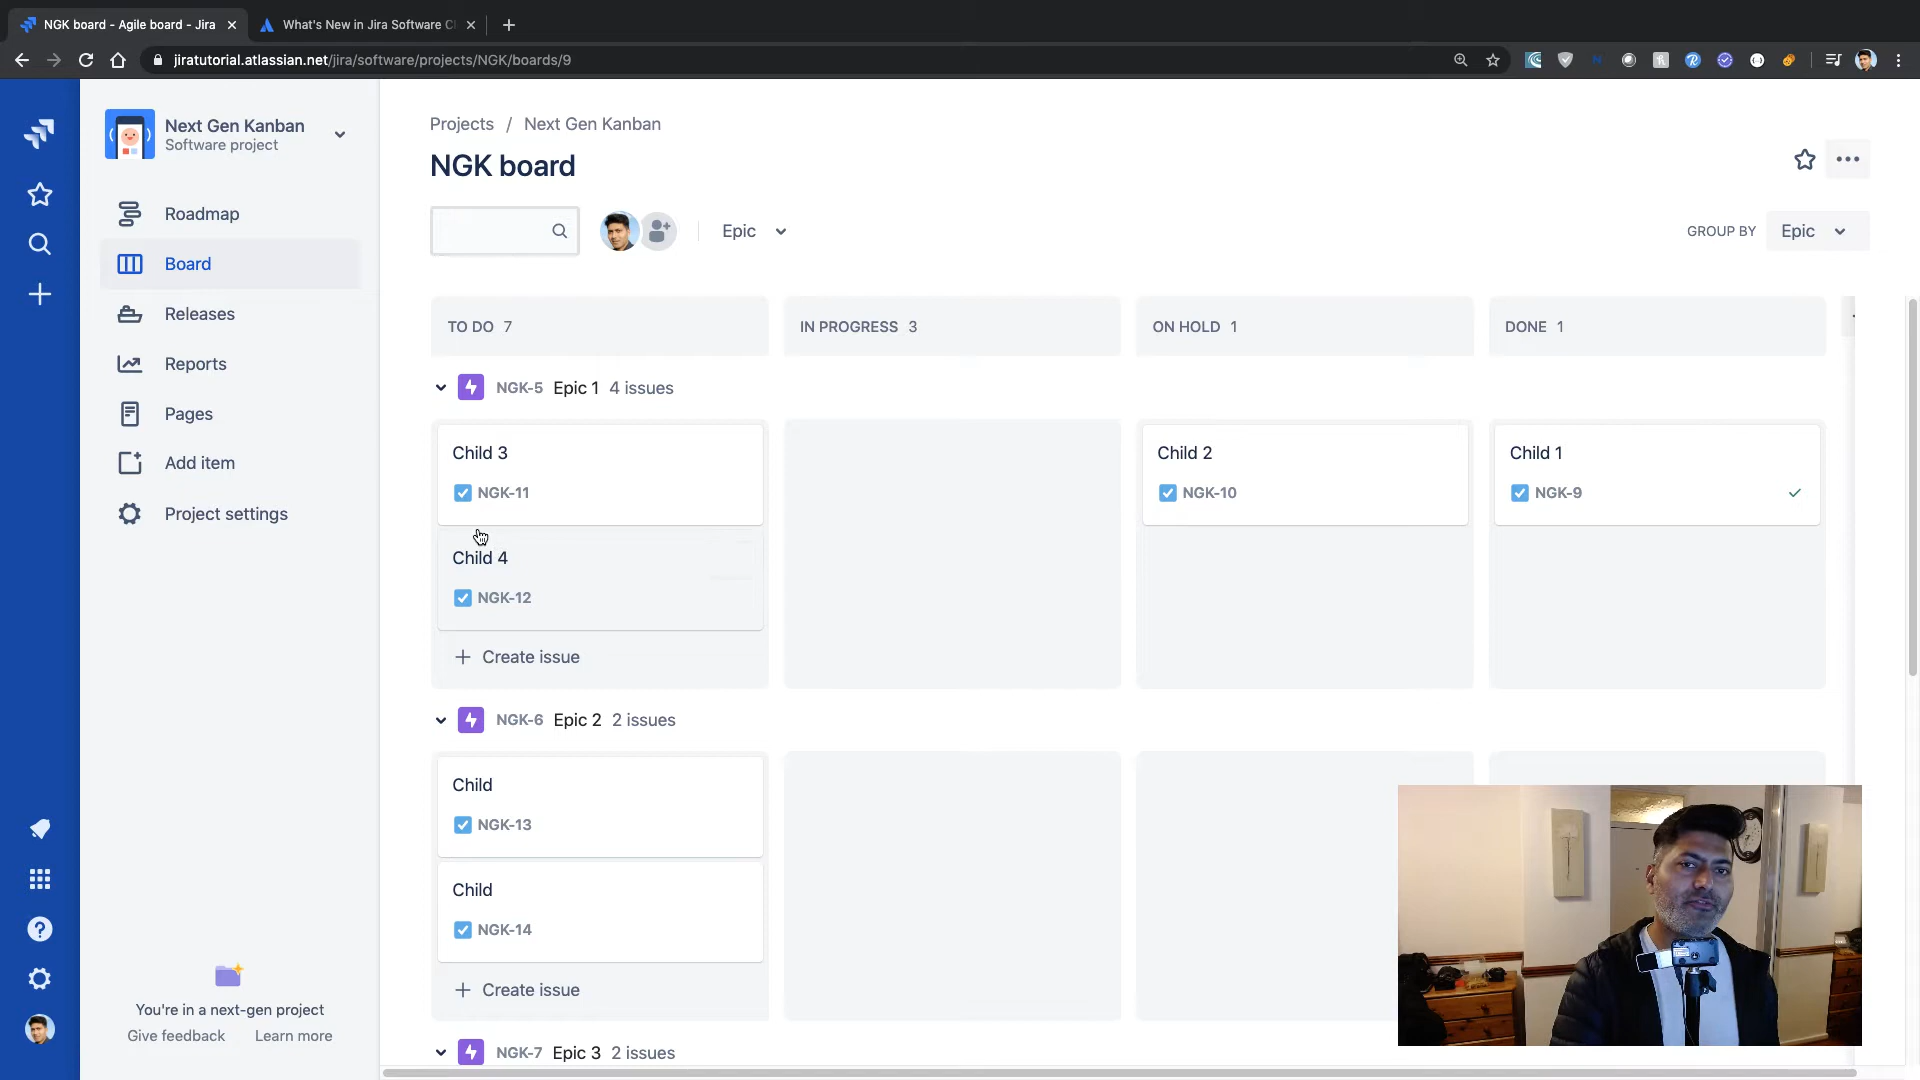 NGK board - Agile board - Jira
What's New in Jira Software C
jiratutorial.atlassian.net/jira/software/projects/NGK/boards/9
Next Gen Kanban
Software project
Roadmap
Board
Releases
Reports
Pages
Add item
Project settings
You're in a next-gen project
Give feedback Learn more
Projects / Next Gen Kanban
NGK board
Epic
GROUP BY Epic
TO DO 7
IN PROGRESS 3
ON HOLD 1
DONE 1
NGK-5 Epic 1 4 issues
Child 3
NGK-11
Child 4
NGK-12
+ Create issue
Child 2
NGK-10
Child 1
NGK-9
NGK-6 Epic 2 2 issues
Child
NGK-13
Child
NGK-14
+ Create issue
NGK-7 Epic 3 2 issues